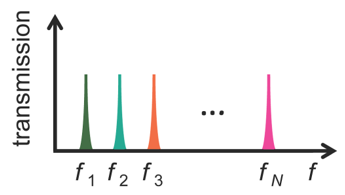 transmission
...
f1 f2 f3 fN f